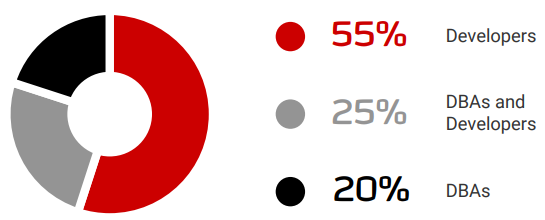 55% Developers
25% DBAs and
Developers
20% DBAs